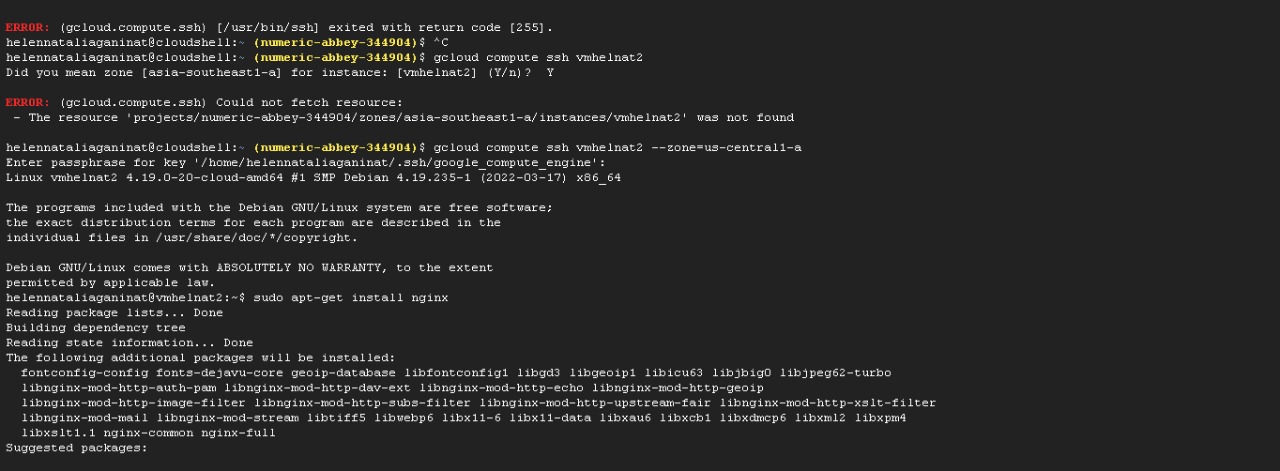 ERROR: (gcloud.compute.ssh) [/usr/bin/ssh] exited with return code [255].
helennataliaganinat@cloudshell:~ (numeric-abbey-344904)$ ^C
helennataliaganinat@cloudshell:~ (numeric-abbey-344904)$ gcloud compute ssh vmhelnat2
Did you mean zone [asia-southeast1-a] for instance: [vmhelnat2] (Y/n)?  Y
ERROR: (gcloud.compute.ssh) Could not fetch resource:
 - The resource 'projects/numeric-abbey-344904/zones/asia-southeast1-a/instances/vmhelnat2' was not found
helennataliaganinat@cloudshell:~ (numeric-abbey-344904)$ gcloud compute ssh vmhelnat2 --zone=us-central1-a
Enter passphrase for key '/home/helennataliaganinat/.ssh/google_compute_engine':
Linux vmhelnat2 4.19.0-20-cloud-amd64 #1 SMP Debian 4.19.235-1 (2022-03-17) x86_64
The programs included with the Debian GNU/Linux system are free software;
the exact distribution terms for each program are described in the
individual files in /usr/share/doc/*/copyright.
Debian GNU/Linux comes with ABSOLUTELY NO WARRANTY, to the extent
permitted by applicable law.
helennataliaganinat@vmhelnat2:~$ sudo apt-get install nginx
Reading package lists... Done
Building dependency tree
Reading state information... Done
The following additional packages will be installed:
  fontconfig-config fonts-dejavu-core geoip-database libfontconfig1 libgd3 libgeoip1 libicu63 libjbig0 libjpeg62-turbo
  libnginx-mod-http-auth-pam libnginx-mod-http-dav-ext libnginx-mod-http-echo libnginx-mod-http-geoip
  libnginx-mod-http-image-filter libnginx-mod-http-subs-filter libnginx-mod-http-upstream-fair libnginx-mod-http-xslt-filter
  libnginx-mod-mail libnginx-mod-stream libtiff5 libwebp6 libx11-6 libx11-data libxau6 libxcb1 libxdmcp6 libxml2 libxpm4
  libxslt1.1 nginx-common nginx-full
Suggested packages: